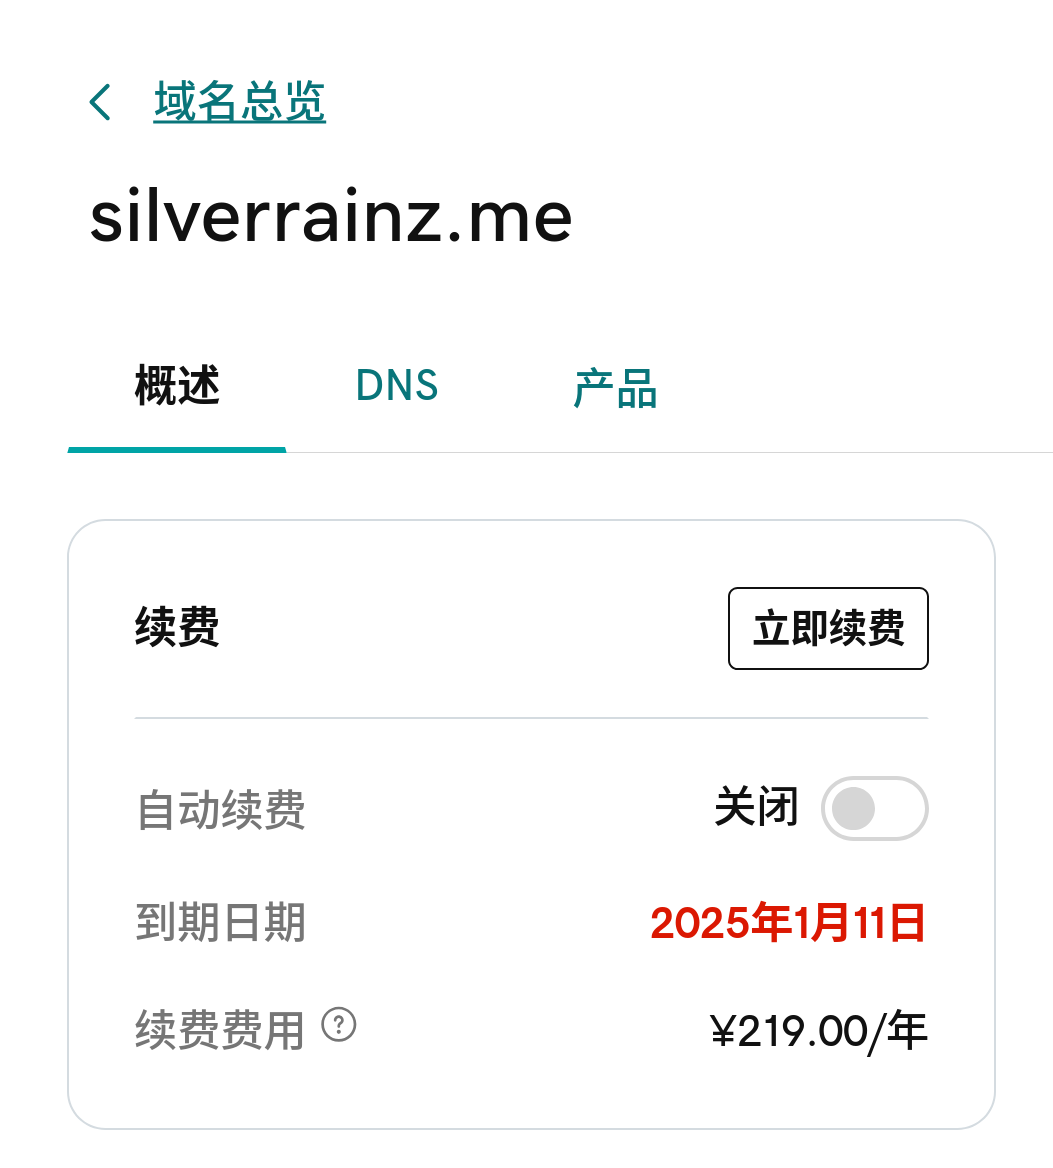 域名总览
silverrainz.me
概述 DNS 产品
续费 立即续费
自动续费 关闭
到期日期 2025年1月11日
续费费用 ? ¥219.00/年